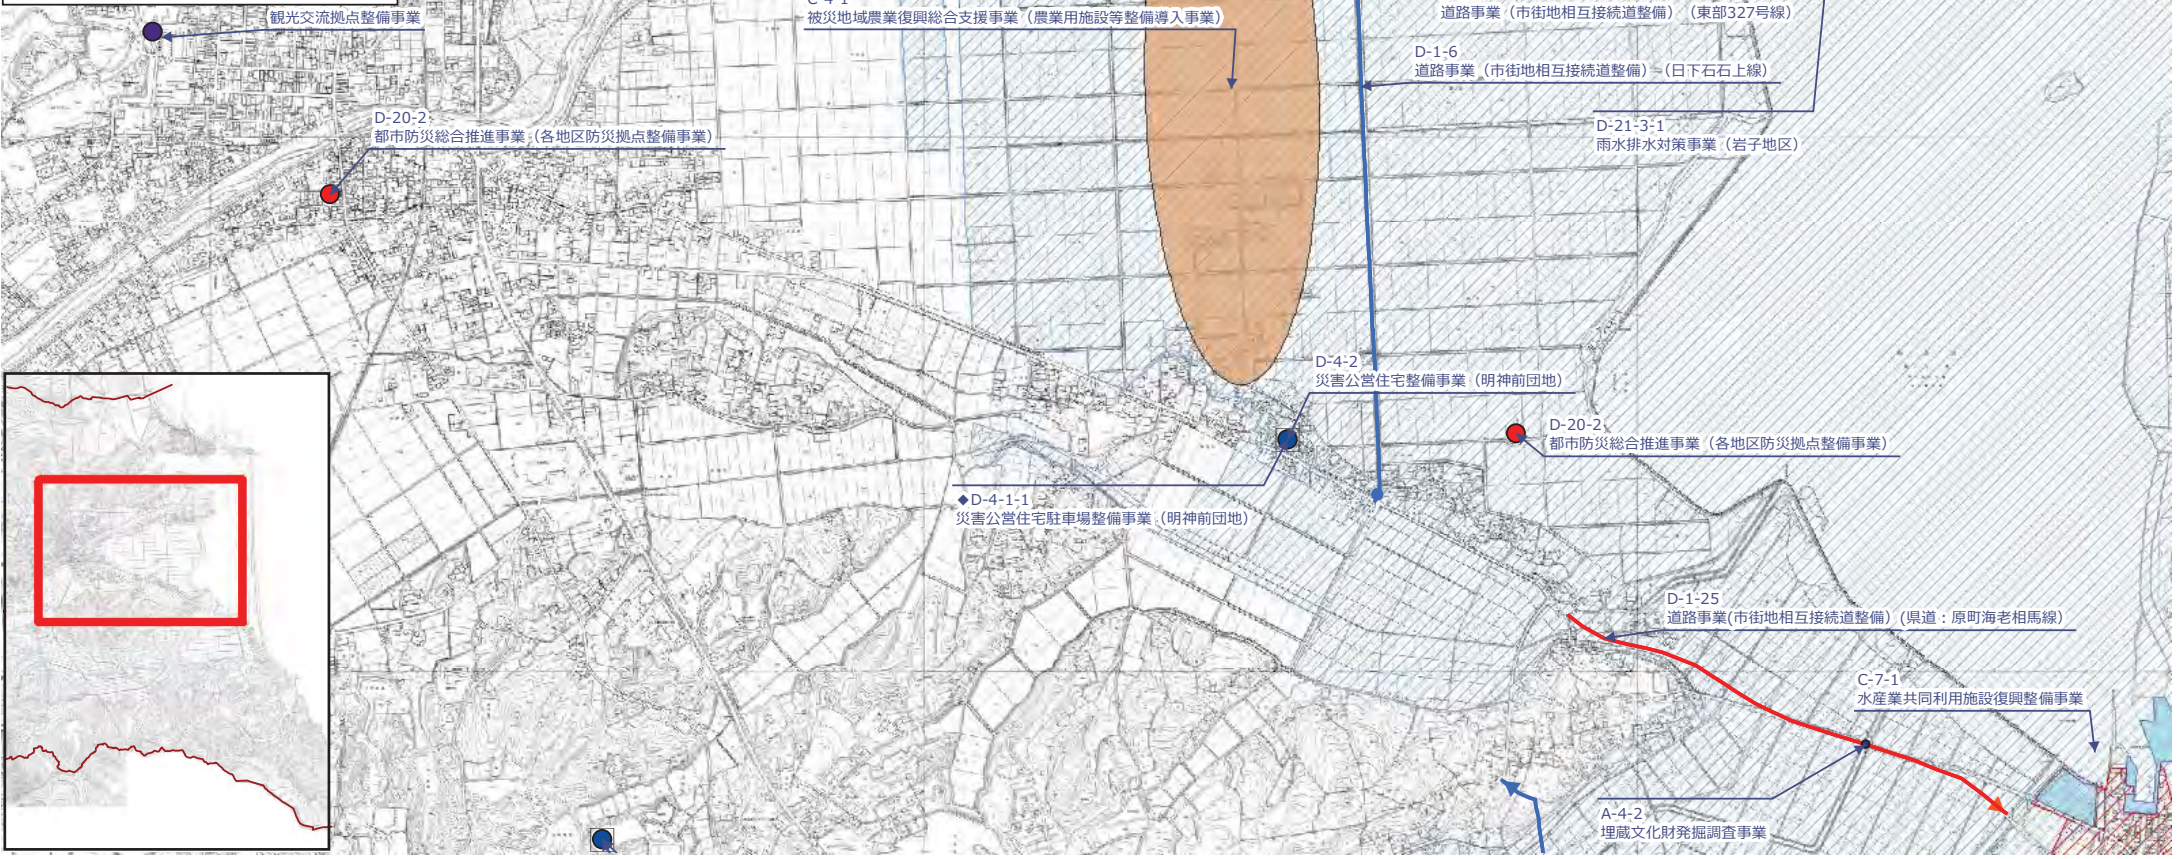 観光交流拠点整備事業
C-4-1
被災地域農業復興総合支援事業（農業用施設等整備導入事業）
道路事業（市街地相互接続道整備）（東部327号線）
D-1-6
道路事業（市街地相互接続道整備）（日下石石上線）
D-20-2
都市防災総合推進事業（各地区防災拠点整備事業）
D-21-3-1
雨水排水対策事業（岩子地区）
D-4-2
災害公営住宅整備事業（明神前団地）
D-20-2
都市防災総合推進事業（各地区防災拠点整備事業）
◆D-4-1-1
災害公営住宅駐車場整備事業（明神前団地）
D-1-25
道路事業(市街地相互接続道整備）(県道：原町海老相馬線）
C-7-1
水産業共同利用施設復興整備事業
A-4-2
埋蔵文化財発掘調査事業